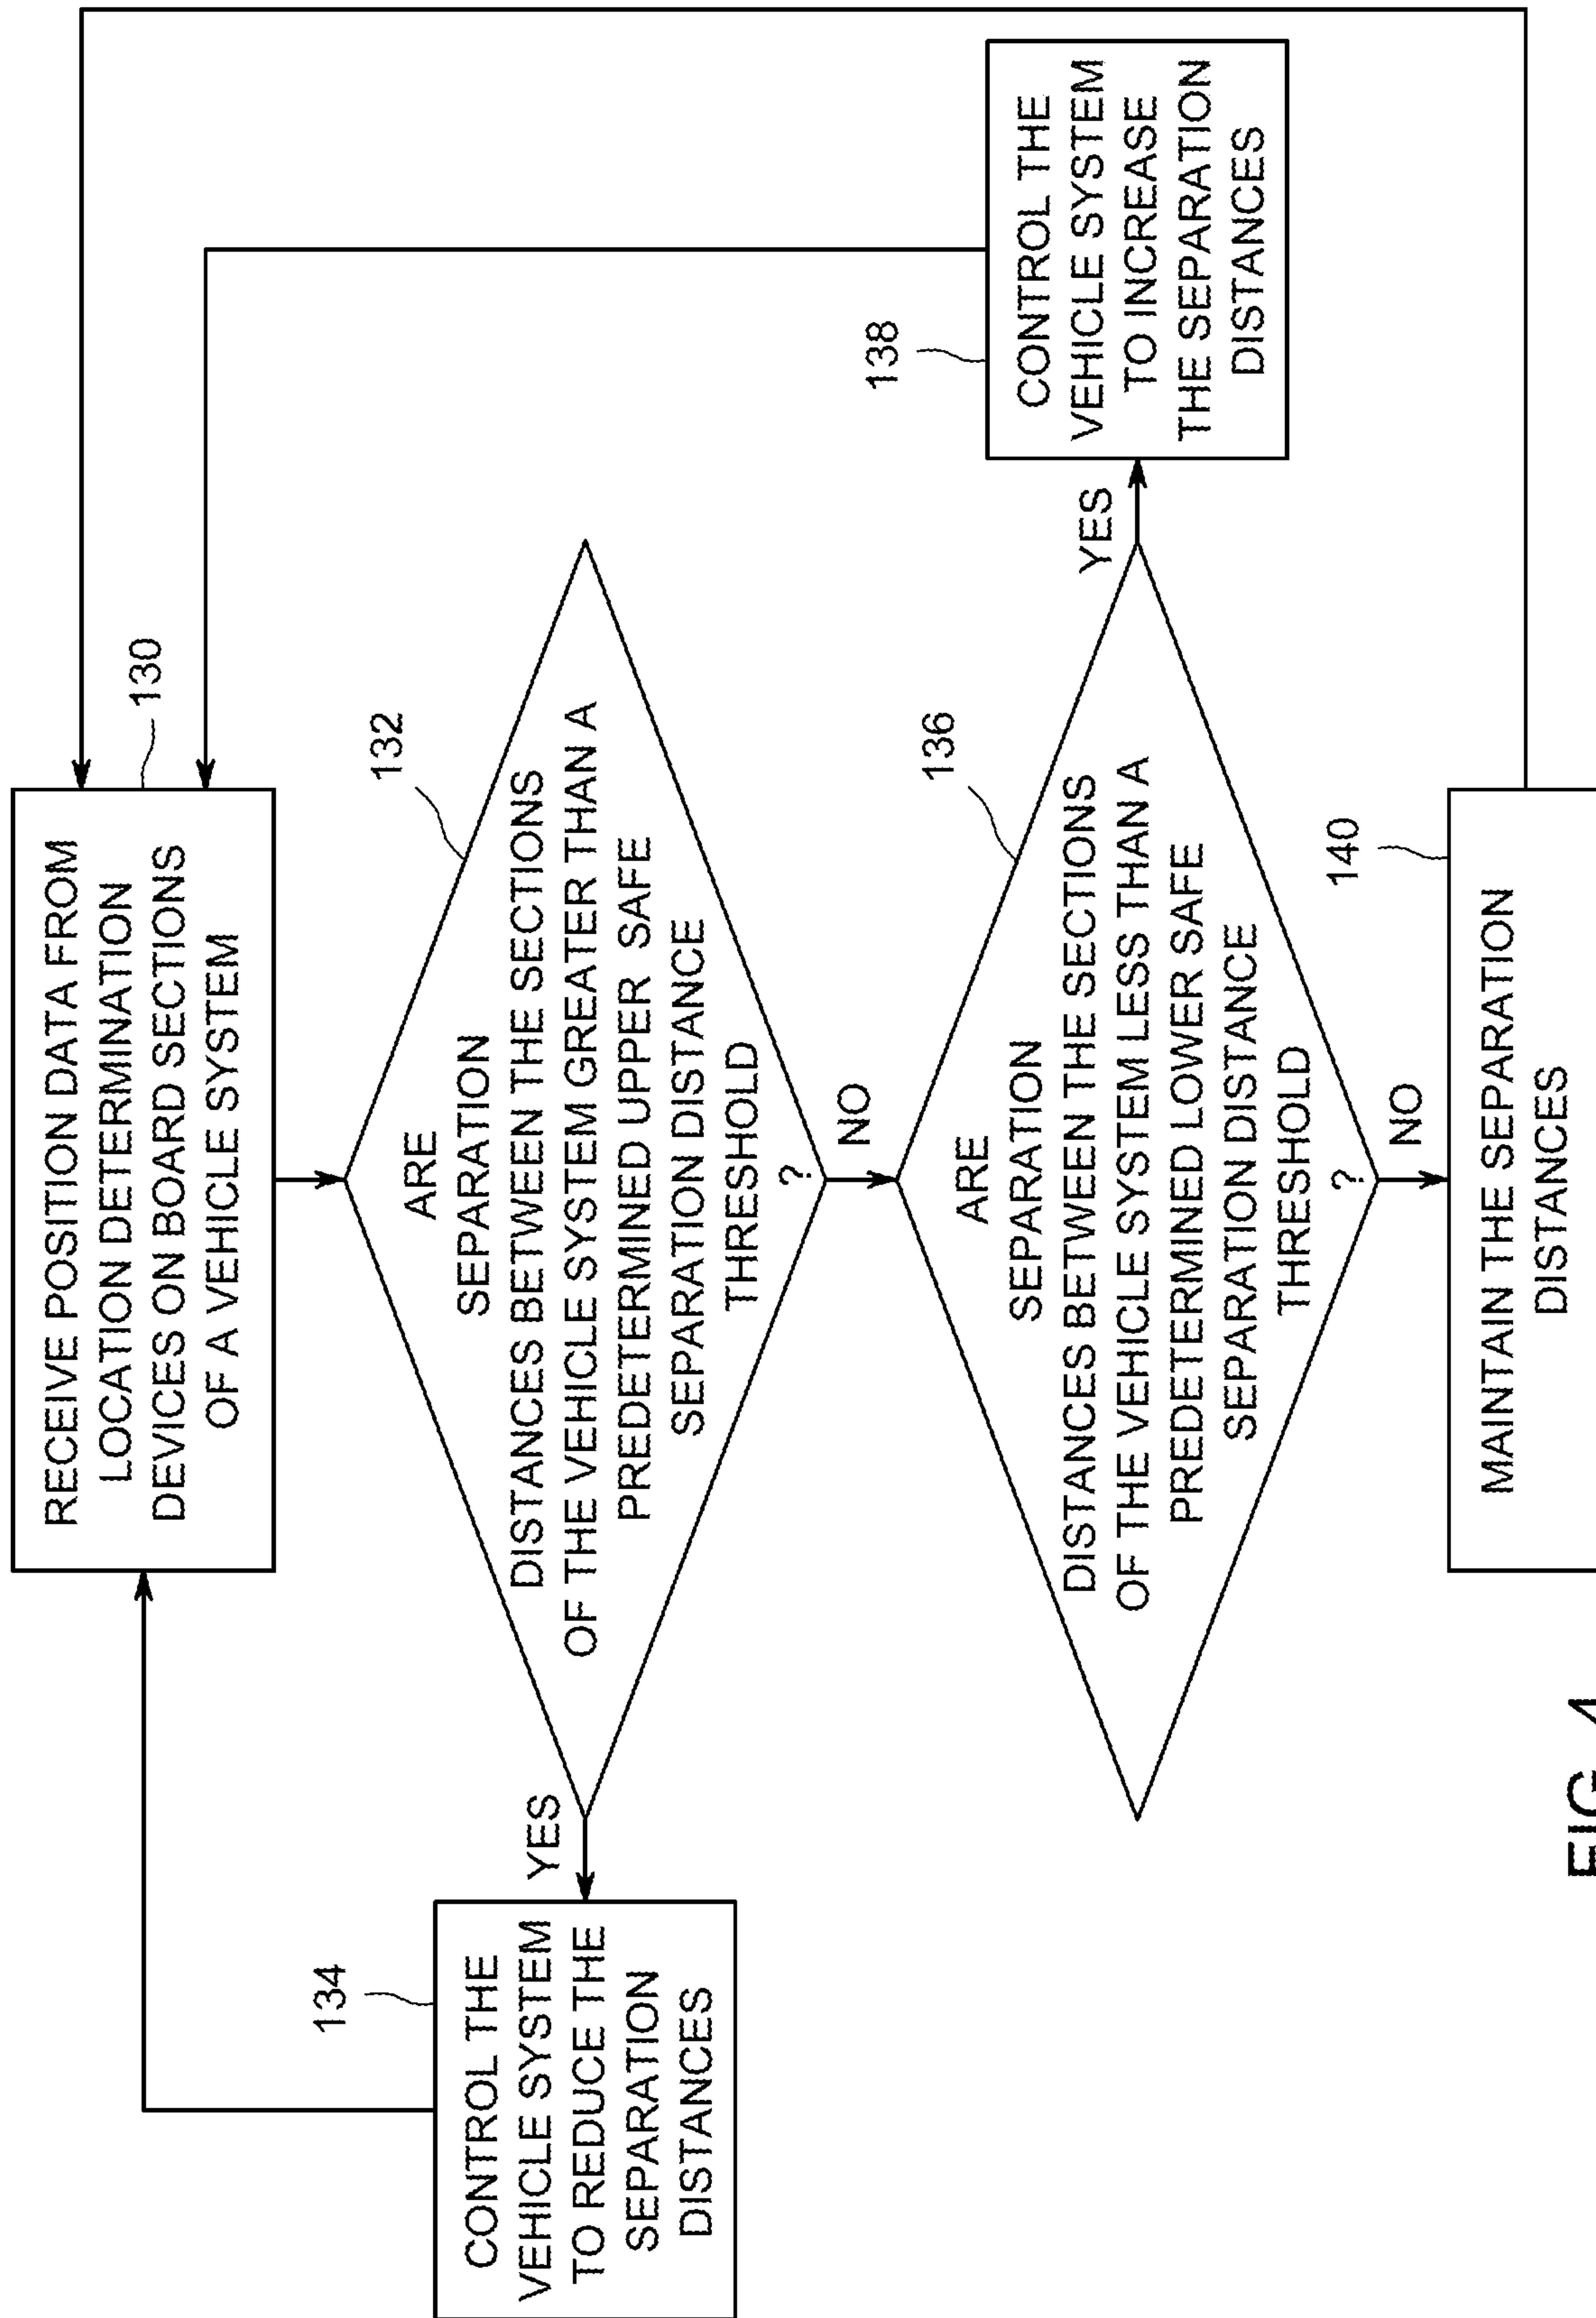 130
RECEIVE POSITION DATA FROM
LOCATION DETERMINATION
DEVICES ON BOARD SECTIONS
OF A VEHICLE SYSTEM
132
ARE
SEPARATION
DISTANCES BETWEEN THE SECTIONS
OF THE VEHICLE SYSTEM GREATER THAN A
PREDETERMINED UPPER SAFE
SEPARATION DISTANCE
THRESHOLD
?
YES
NO
134
CONTROL THE
VEHICLE SYSTEM
TO REDUCE THE
SEPARATION
DISTANCES
136
ARE
SEPARATION
DISTANCES BETWEEN THE SECTIONS
OF THE VEHICLE SYSTEM LESS THAN A
PREDETERMINED LOWER SAFE
SEPARATION DISTANCE
THRESHOLD
?
YES
NO
138
CONTROL THE
VEHICLE SYSTEM
TO INCREASE
THE SEPARATION
DISTANCES
140
MAINTAIN THE SEPARATION
DISTANCES
FIG. 4